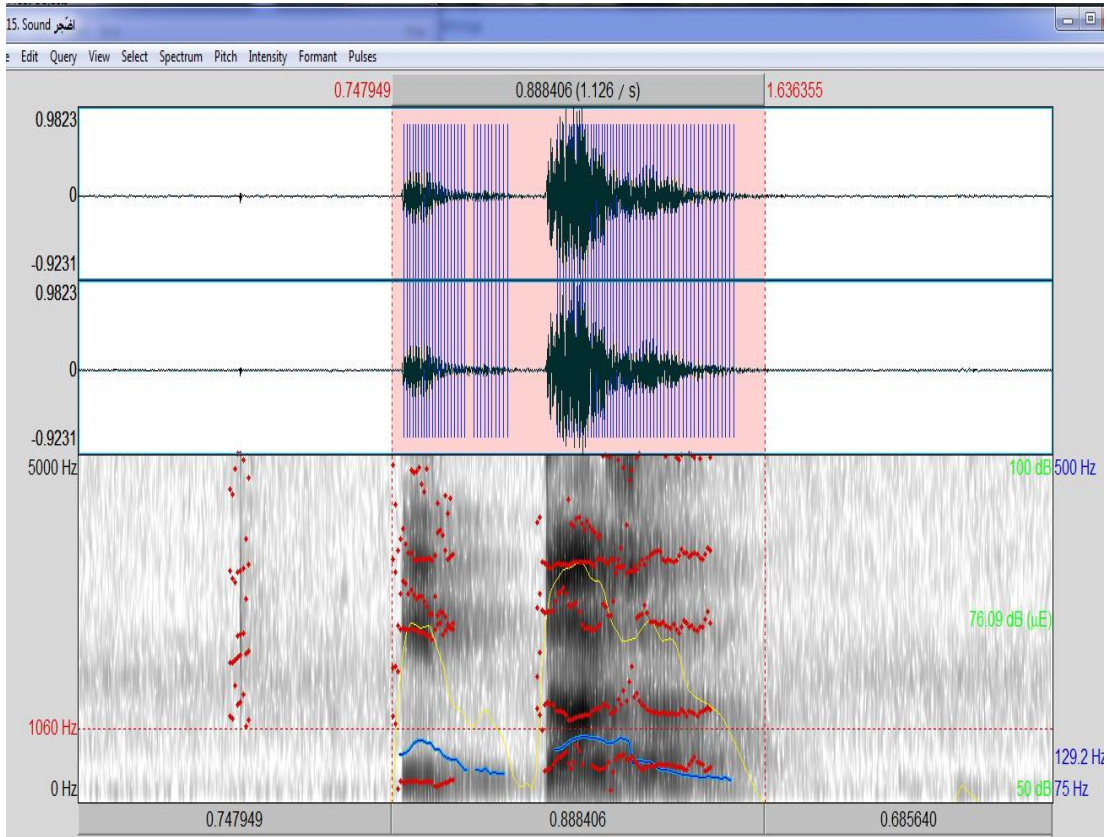 15. Sound اضّجر
Edit Query View Select Spectrum Pitch Intensity Formant Pulses
0.747949 0.888406 (1.126 / s) 1.636355
0.9823
0
-0.9231
0.9823
0
-0.9231
5000 Hz 100 dB 500 Hz
76.09 dB (µE)
1060 Hz
129.2 Hz
0 Hz 50 dB 75 Hz
0.747949 0.888406 0.685640